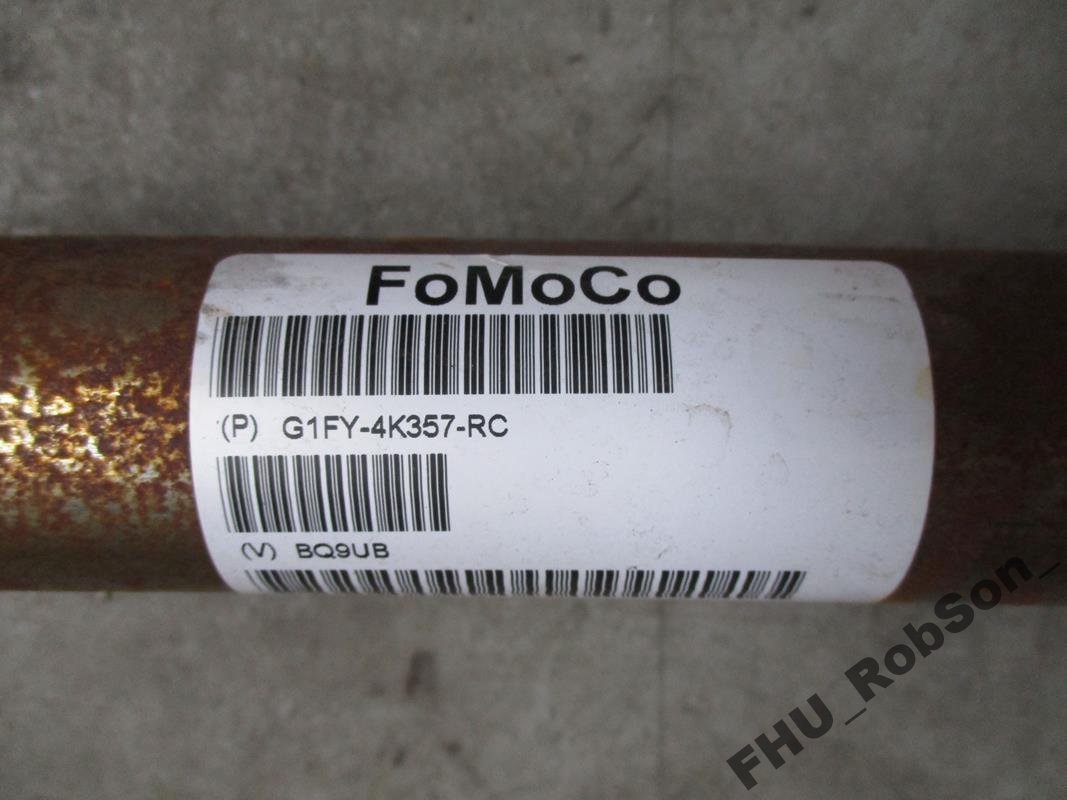 FoMoCo
(P) G1FY-4K357-RC
(V) BQ9UB
FHU_RobSon_